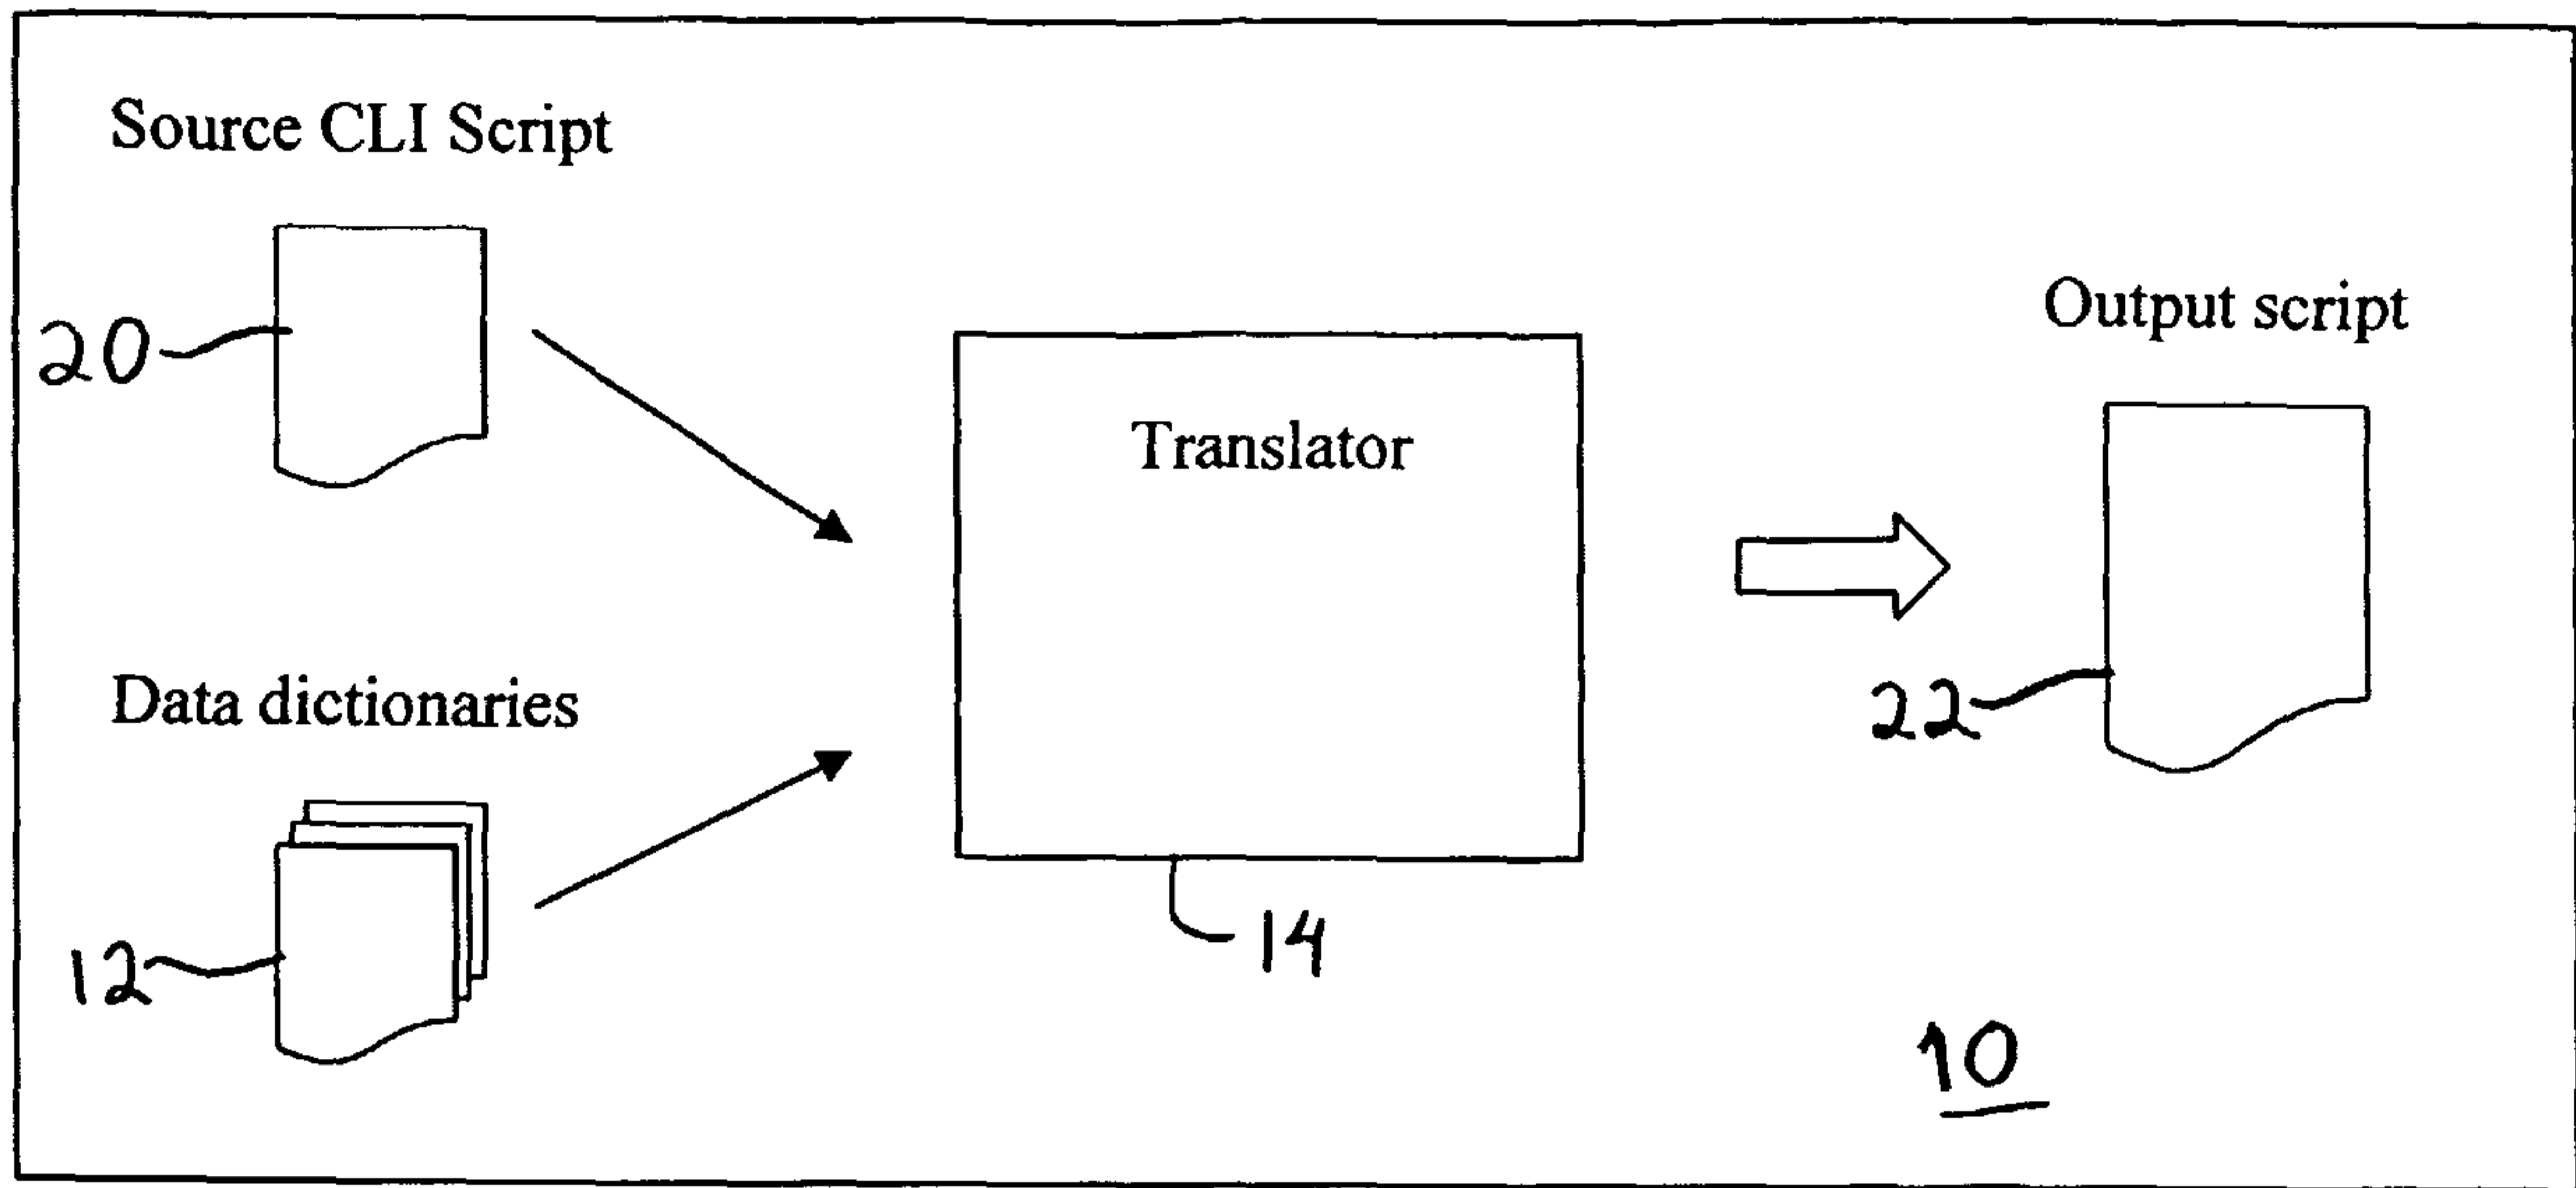 Source CLI Script
20
Data dictionaries
12
Translator
14
Output script
22
10